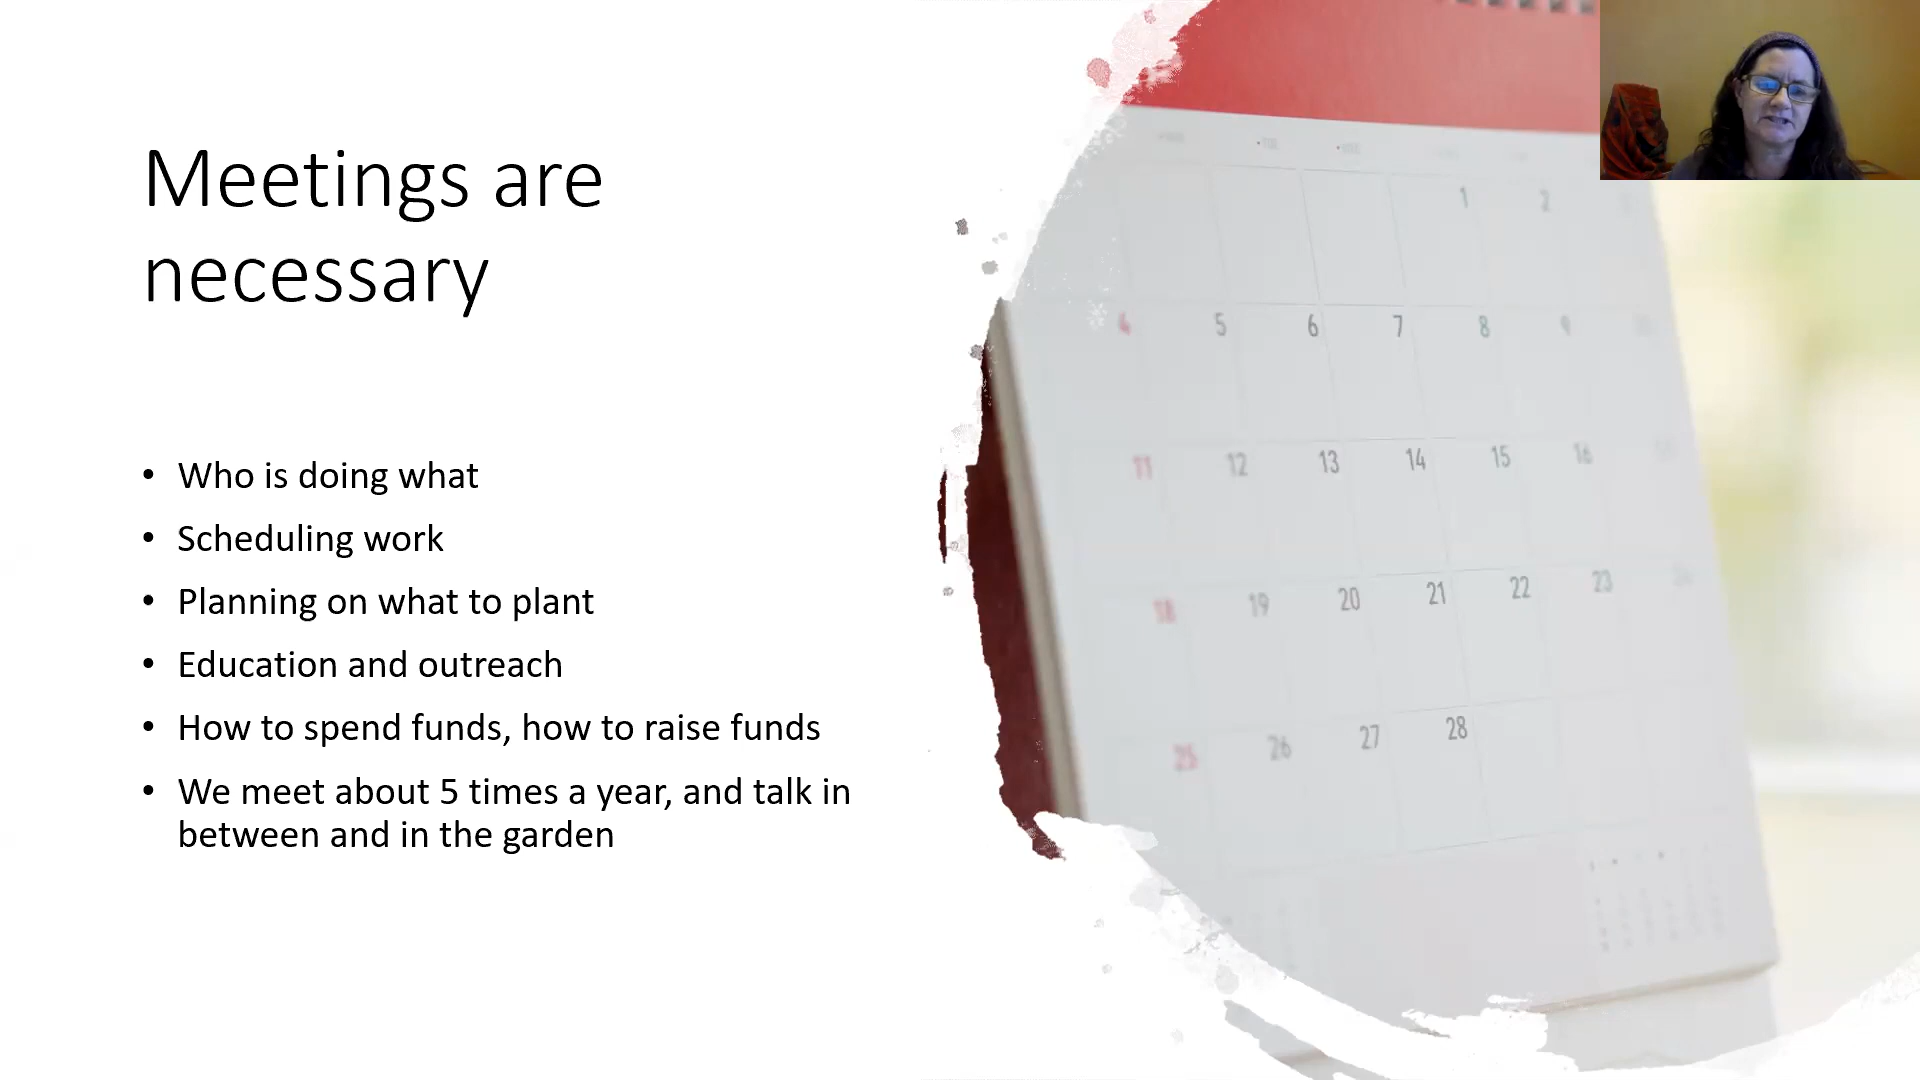 Meetings are
necessary
• Who is doing what
• Scheduling work
• Planning on what to plant
• Education and outreach
• How to spend funds, how to raise funds
• We meet about 5 times a year, and talk in
between and in the garden
1 2
4 5 6 7 8 9
11 12 13 14 15 16
18 19 20 21 22 23
25 26 27 28